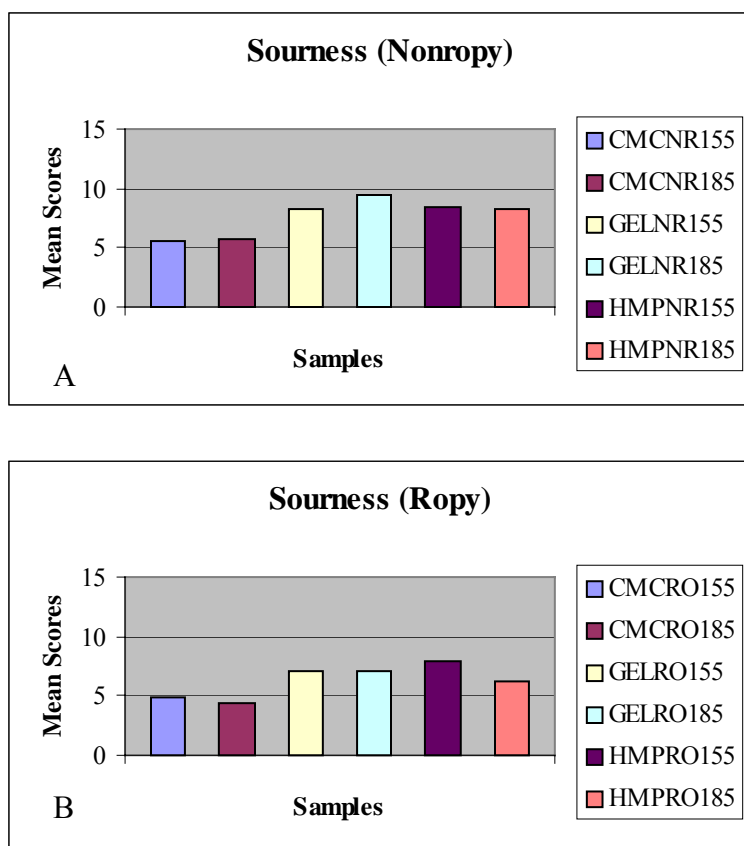 Sourness (Nonropy)
15
10
5
0
Mean Scores
Samples
A
CMCNR155
CMCNR185
GELNR155
GELNR185
HMPNR155
HMPNR185
Sourness (Ropy)
15
10
5
0
Mean Scores
Samples
B
CMCRO155
CMCRO185
GELRO155
GELRO185
HMPRO155
HMPRO185